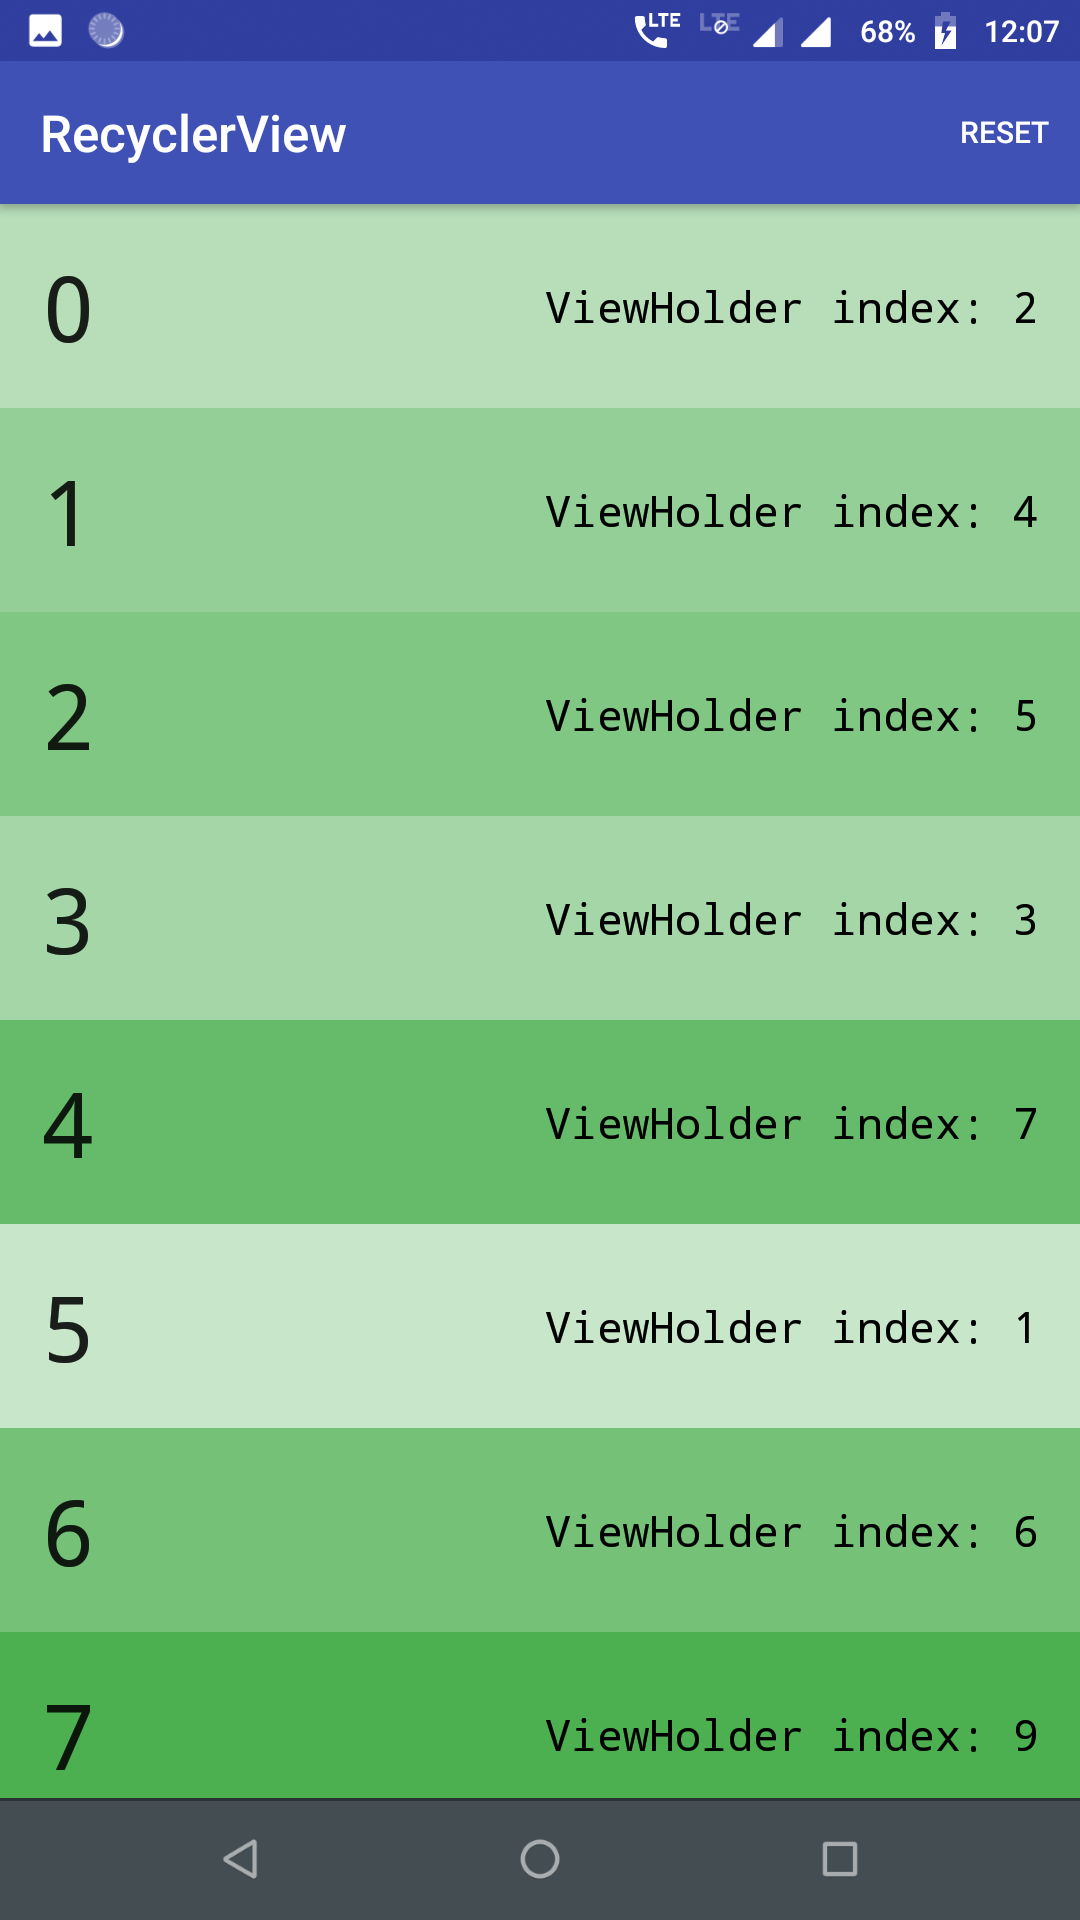 LTE LTE 68% 12:07
RecyclerView RESET
0 ViewHolder index: 2
1 ViewHolder index: 4
2 ViewHolder index: 5
3 ViewHolder index: 3
4 ViewHolder index: 7
5 ViewHolder index: 1
6 ViewHolder index: 6
7 ViewHolder index: 9